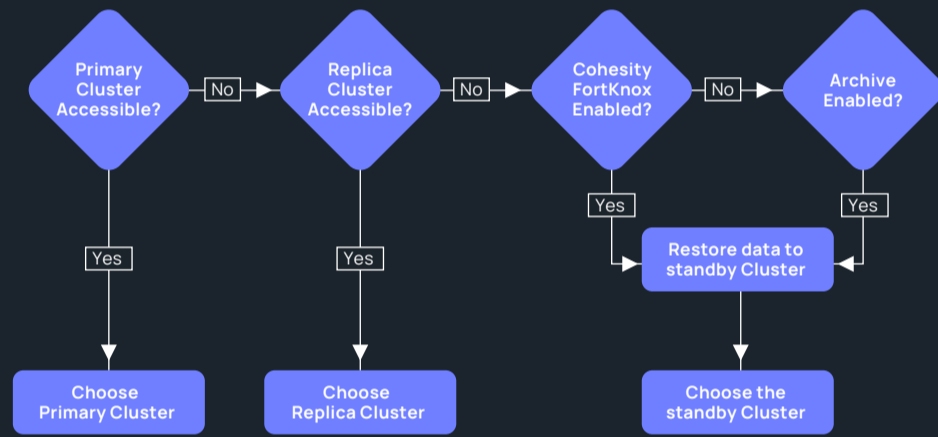 Primary
Cluster
Accessible?
No
Replica
Cluster
Accessible?
No
Cohesity
FortKnox
Enabled?
No
Archive
Enabled?
Yes
Yes
Yes
Yes
Restore data to
standby Cluster
Choose
Primary Cluster
Choose
Replica Cluster
Choose the
standby Cluster